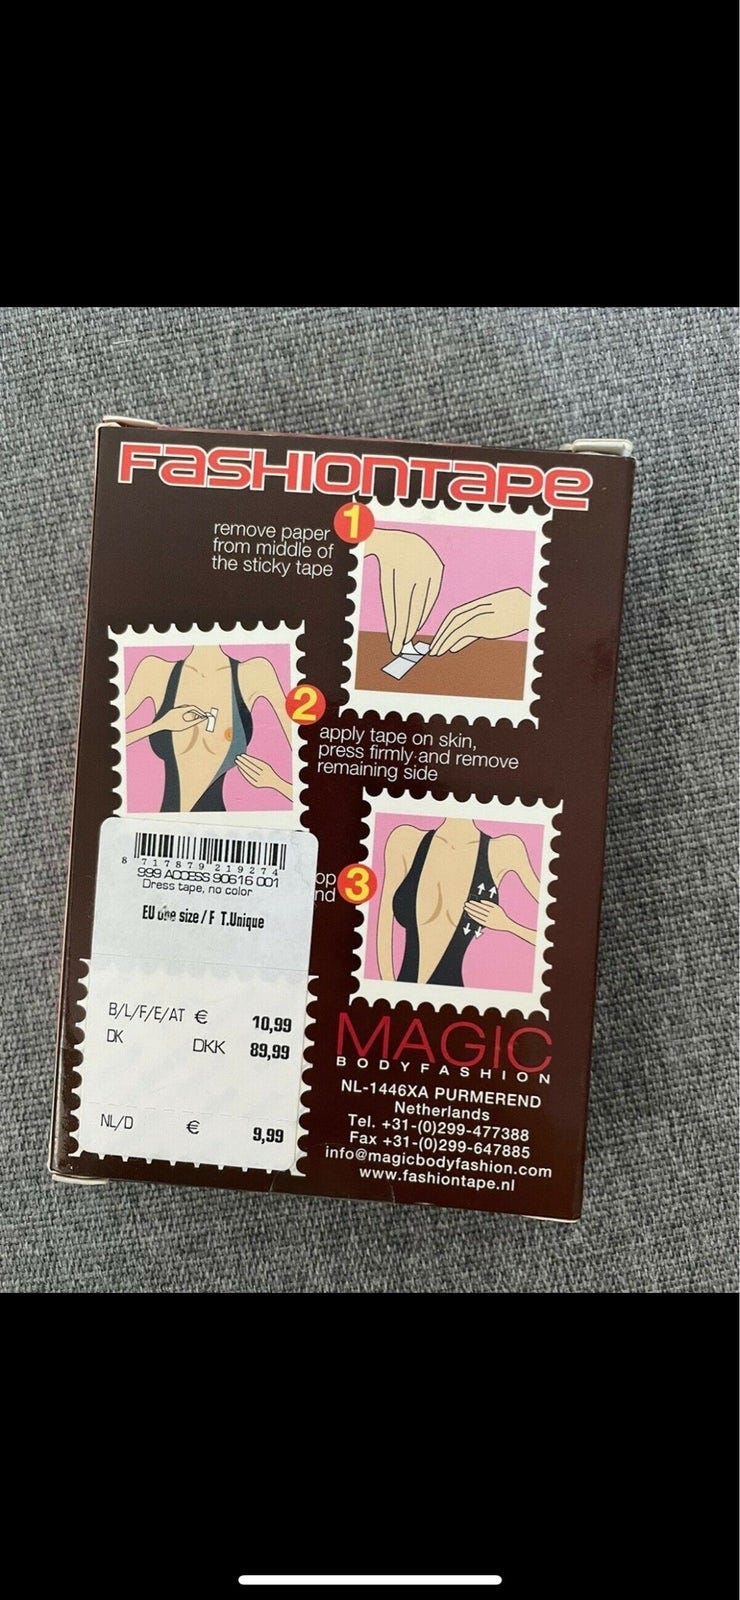 FASHIONTAPE
1
remove paper
from middle of
the sticky tape
2
apply tape on skin,
press firmly and remove
remaining side
3
op
nd
8 717879 219274
999 ACCESS 90616 001
Dress tape, no color
EU one size / F T.Unique
B/L/F/E/AT € 10,99
DK DKK 89,99
NL/D € 9,99
MAGIC
BODYFASHION
NL-1446XA PURMEREND
Netherlands
Tel. +31-(0)299-477388
Fax +31-(0)299-647885
info@magicbodyfashion.com
www.fashiontape.nl